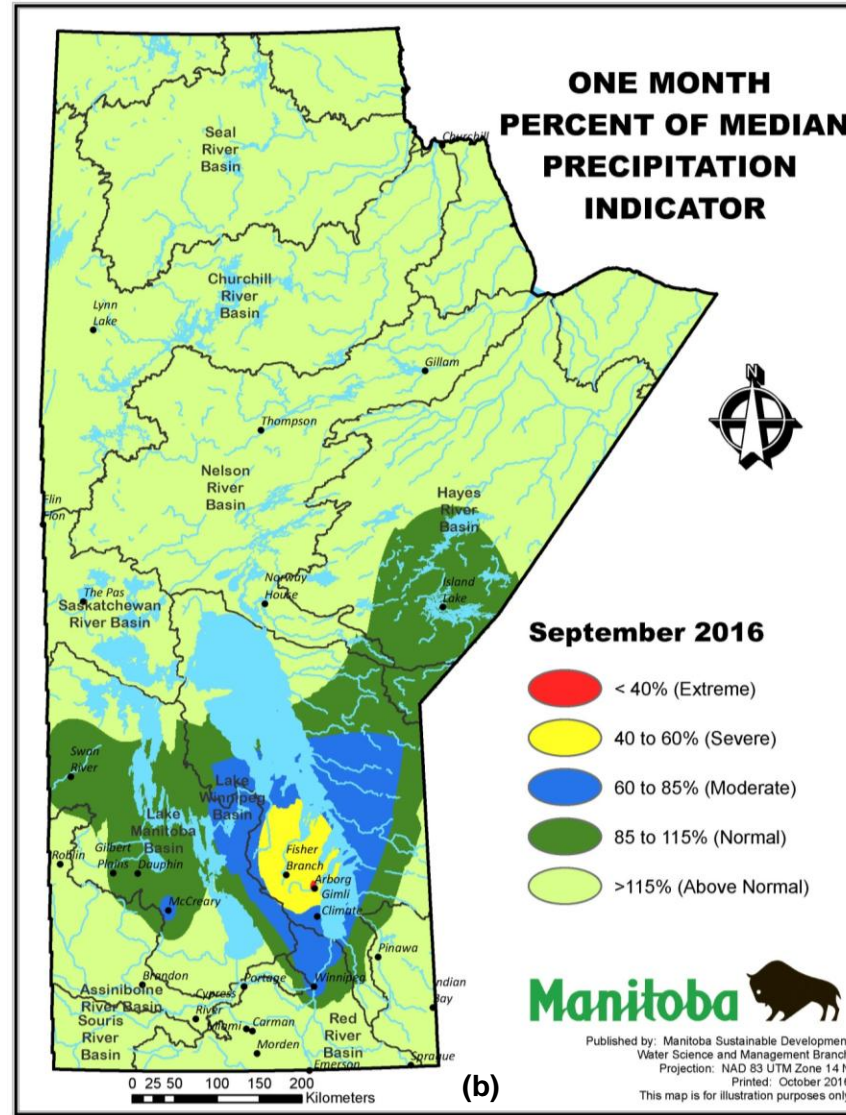 ONE MONTH
PERCENT OF MEDIAN
PRECIPITATION
INDICATOR
Churchill
Seal
River
Basin
Churchill
River
Basin
Lynn
Lake
Gillam
Thompson
Nelson
River
Basin
Hayes
River
Basin
Flin
Flon
N
Norway
House
Island
Lake
The Pas
Saskatchewan
River Basin
September 2016
< 40% (Extreme)
40 to 60% (Severe)
60 to 85% (Moderate)
85 to 115% (Normal)
>115% (Above Normal)
Swan
River
Lake
Winnipeg
Basin
Lake
Manitoba
Basin
Roblin
Gilbert
Plains
Dauphin
Fisher
Branch
Arborg
Gimli
Climate
McCreary
Pinawa
Brandon
Portage
Winnipeg
Indian
Bay
Assiniboine
River Basin
Cypress
River
Souris
River
Basin
Miami
Carman
Morden
Red
River
Basin
Emerson
Sprague
Manitoba
Published by: Manitoba Sustainable Development
Water Science and Management Branch
Projection: NAD 83 UTM Zone 14 N
Printed: October 2016
This map is for illustration purposes only
0 25 50 100 150 200
Kilometers
(b)